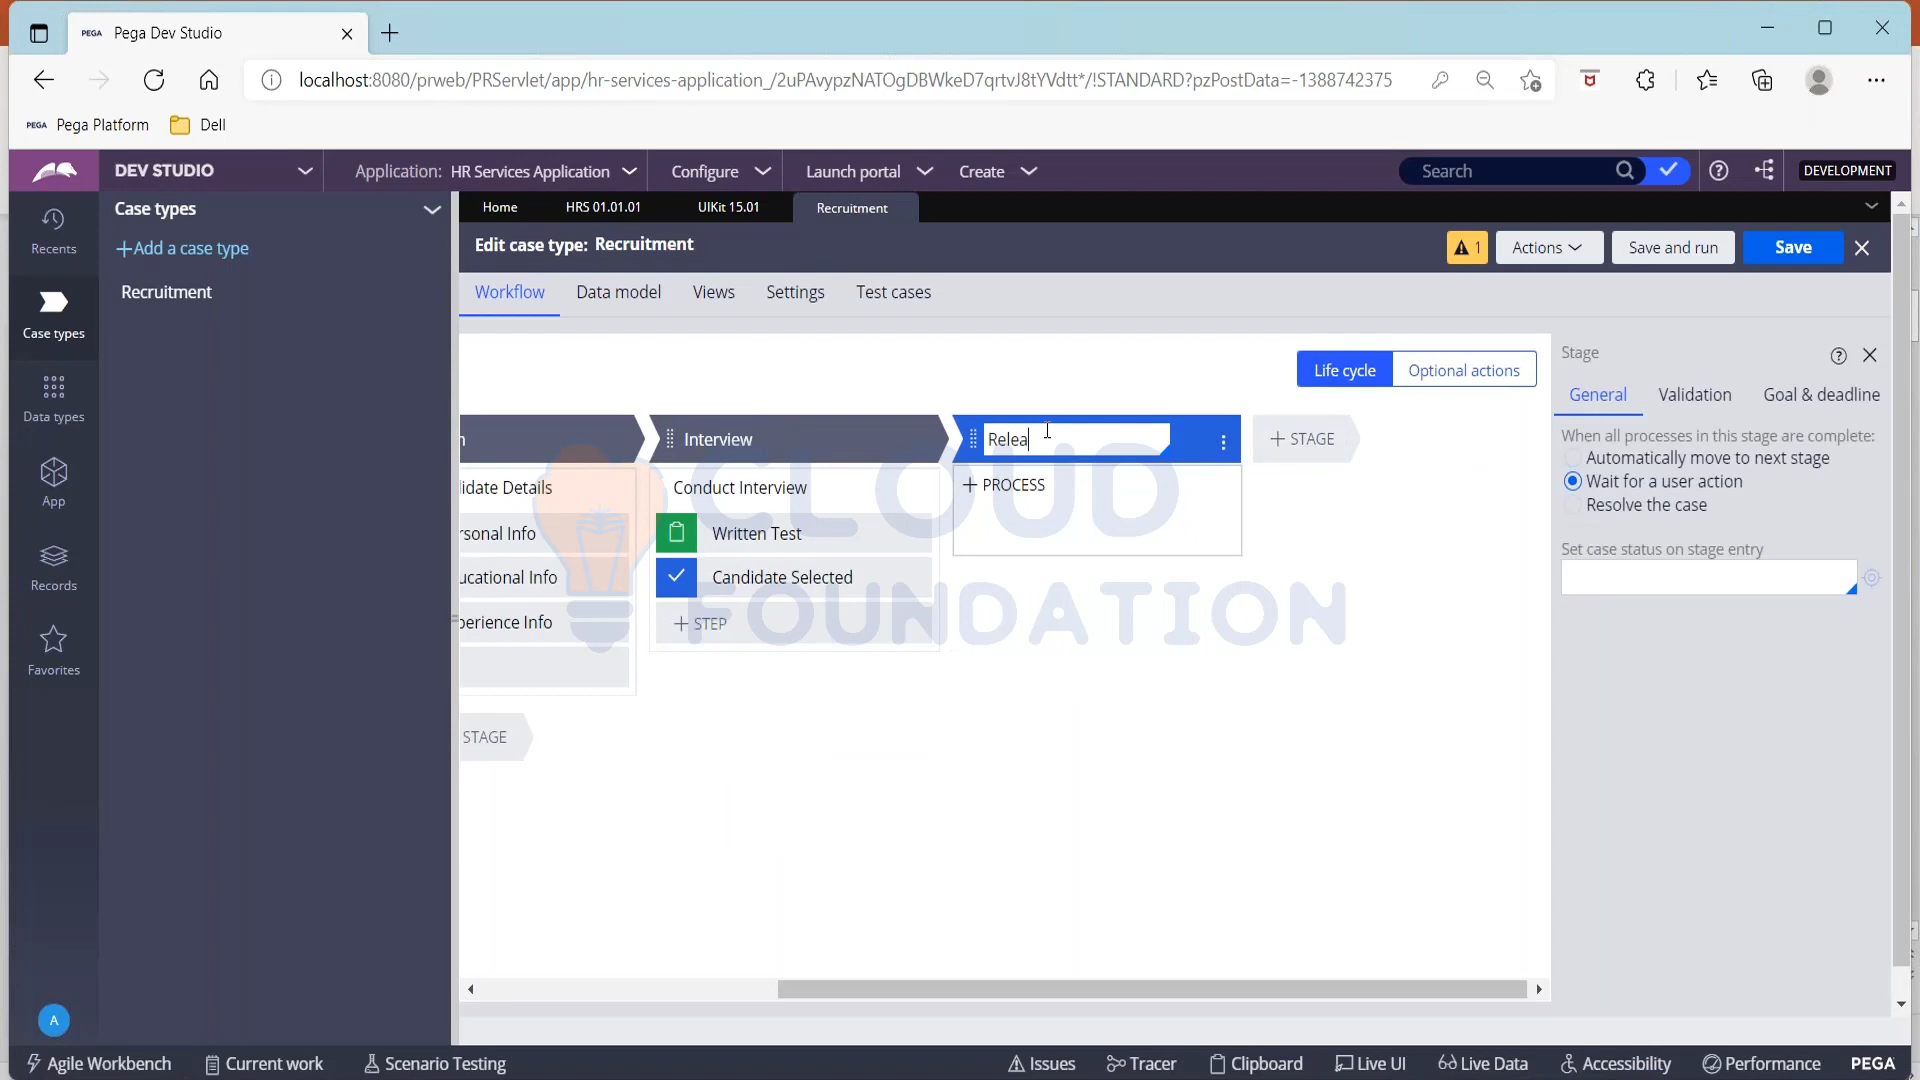 PEGA Pega Dev Studio
localhost:8080/prweb/PRServlet/app/hr-services-application_/2uPAvypzNATOgDBWkeD7qrtvJ8tYVdtt*/!STANDARD?pzPostData=-1388742375
PEGA Pega Platform Dell
DEV STUDIO Application: HR Services Application Configure Launch portal Create Search DEVELOPMENT
Case types
Home HRS 01.01.01 UIKit 15.01 Recruitment
Recents
Add a case type
Edit case type: Recruitment 1 Actions Save and run Save
Recruitment
Workflow Data model Views Settings Test cases
Case types
Life cycle Optional actions
Stage
General Validation Goal & deadline
Data types
When all processes in this stage are complete:
n Interview Relea STAGE
Automatically move to next stage
Wait for a user action
Resolve the case
lidate Details Conduct Interview PROCESS
App
rsonal Info Written Test
Set case status on stage entry
ucational Info Candidate Selected
Records
perience Info STEP
CLOUD
FOUNDATION
Favorites
STAGE
A
Agile Workbench Current work Scenario Testing Issues Tracer Clipboard Live UI Live Data Accessibility Performance PEGA